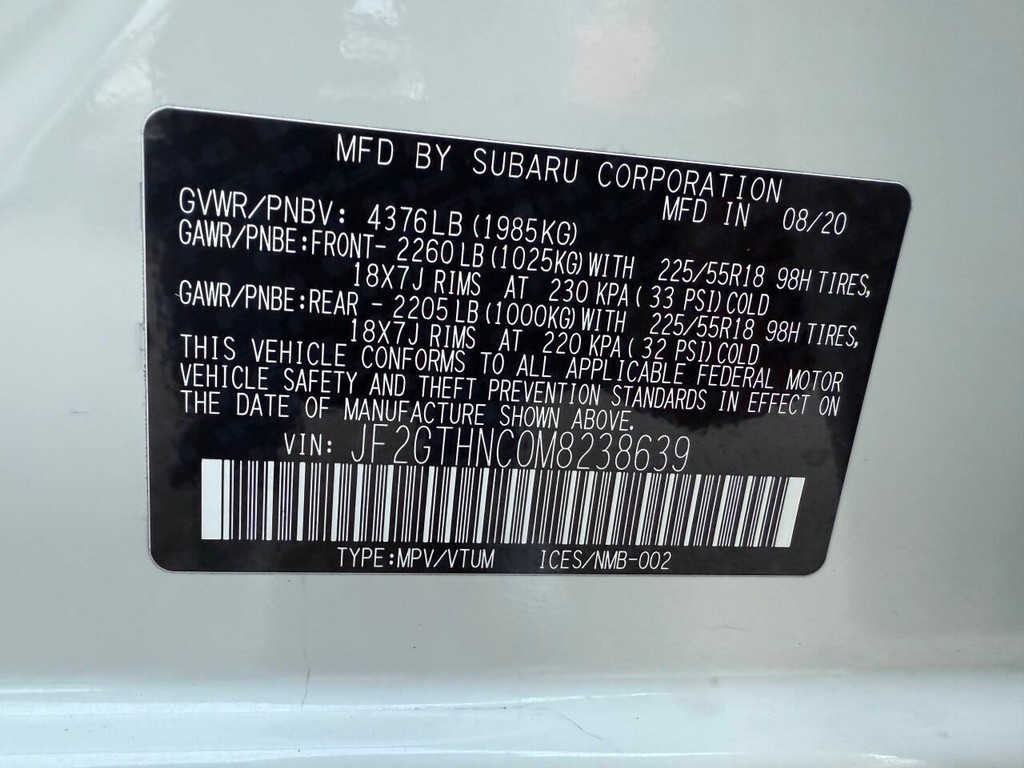 MFD BY SUBARU CORPORATION
MFD IN 08/20
GVWR/PNBV: 4376LB (1985KG)
GAWR/PNBE:FRONT- 2260 LB (1025KG) WITH 225/55R18 98H TIRES,
18X7J RIMS AT 230 KPA( 33 PSI) COLD
GAWR/PNBE:REAR - 2205 LB (1000KG) WITH 225/55R18 98H TIRES,
18X7J RIMS AT 220 KPA( 32 PSI) COLD
THIS VEHICLE CONFORMS TO ALL APPLICABLE FEDERAL MOTOR
VEHICLE SAFETY AND THEFT PREVENTION STANDARDS IN EFFECT ON
THE DATE OF MANUFACTURE SHOWN ABOVE.
VIN: JF2GTHNC0M8238639
TYPE:MPV/VTUM ICES/NMB-002